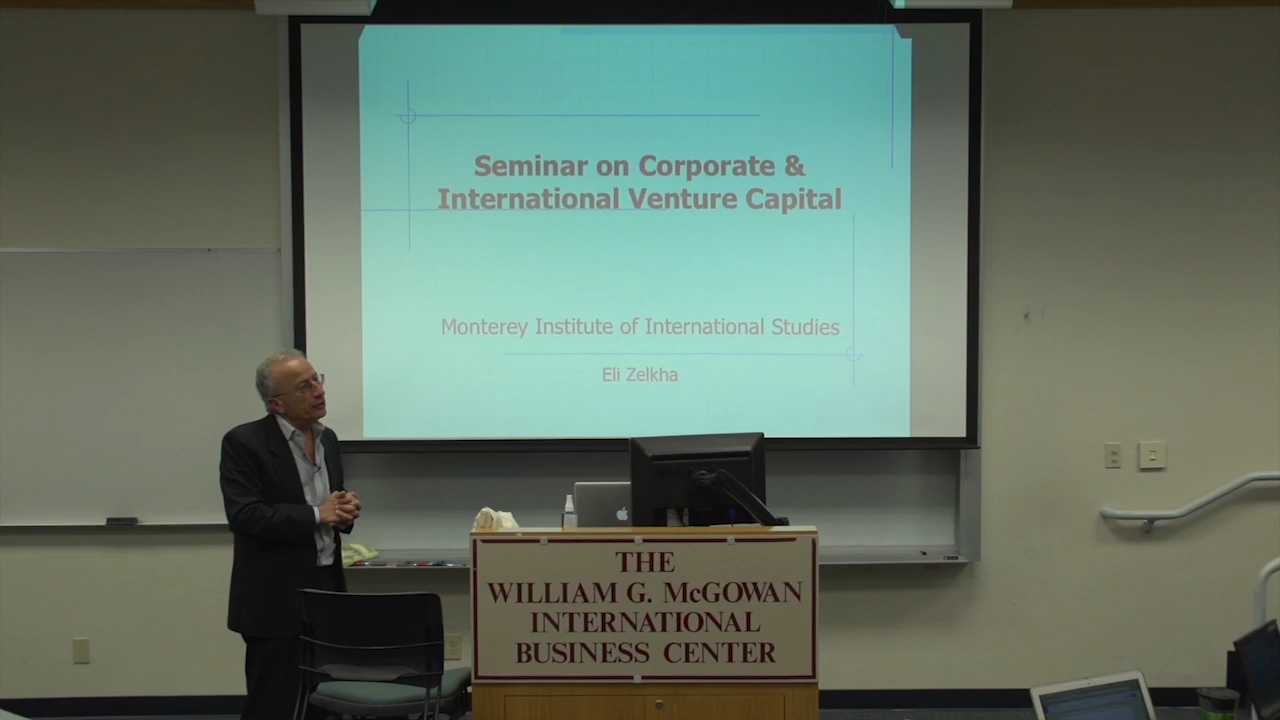 Seminar on Corporate &
International Venture Capital
Monterey Institute of International Studies
Eli Zelkha
THE
WILLIAM G. McGOWAN
INTERNATIONAL
BUSINESS CENTER